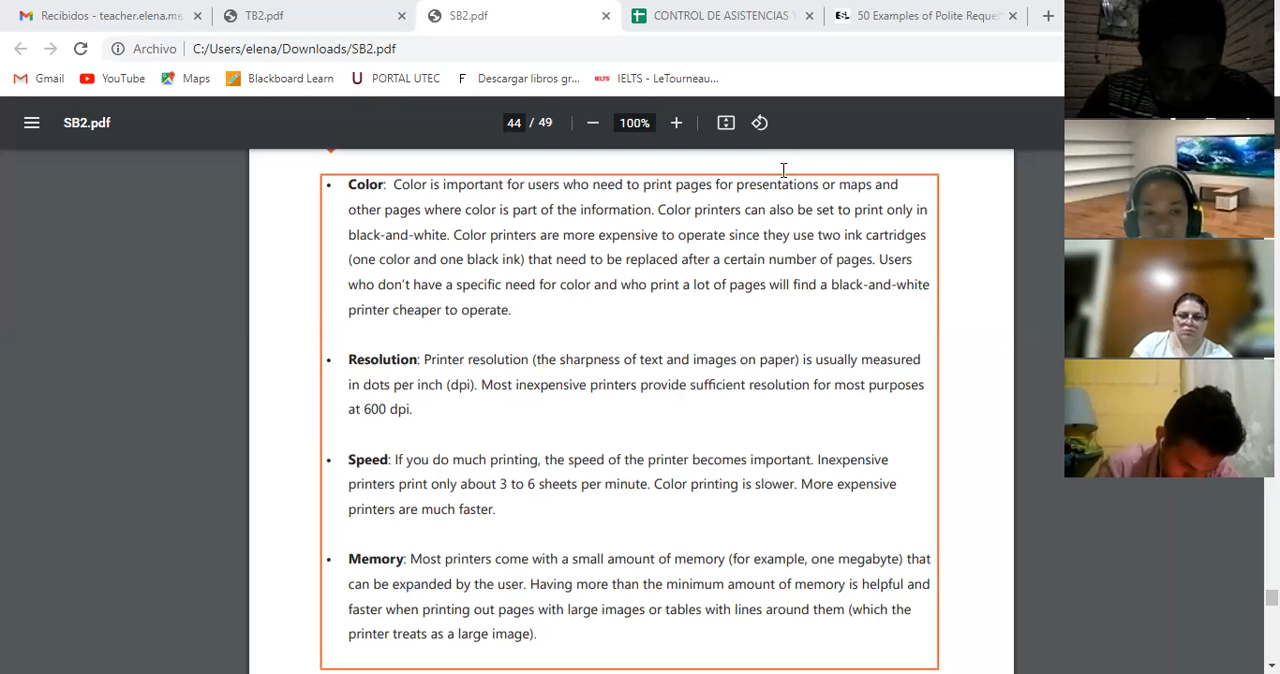 Recibidos - teacher.elena.me
TB2.pdf
SB2.pdf
CONTROL DE ASISTENCIAS
50 Examples of Polite Reque
Archivo
C:/Users/elena/Downloads/SB2.pdf
Gmail
YouTube
Maps
Blackboard Learn
U PORTAL UTEC
F Descargar libros gr...
IELTS IELTS - LeTourneau...
SB2.pdf
44 / 49
100%
• Color: Color is important for users who need to print pages for presentations or maps and
other pages where color is part of the information. Color printers can also be set to print only in
black-and-white. Color printers are more expensive to operate since they use two ink cartridges
(one color and one black ink) that need to be replaced after a certain number of pages. Users
who don't have a specific need for color and who print a lot of pages will find a black-and-white
printer cheaper to operate.
• Resolution: Printer resolution (the sharpness of text and images on paper) is usually measured
in dots per inch (dpi). Most inexpensive printers provide sufficient resolution for most purposes
at 600 dpi.
• Speed: If you do much printing, the speed of the printer becomes important. Inexpensive
printers print only about 3 to 6 sheets per minute. Color printing is slower. More expensive
printers are much faster.
• Memory: Most printers come with a small amount of memory (for example, one megabyte) that
can be expanded by the user. Having more than the minimum amount of memory is helpful and
faster when printing out pages with large images or tables with lines around them (which the
printer treats as a large image).